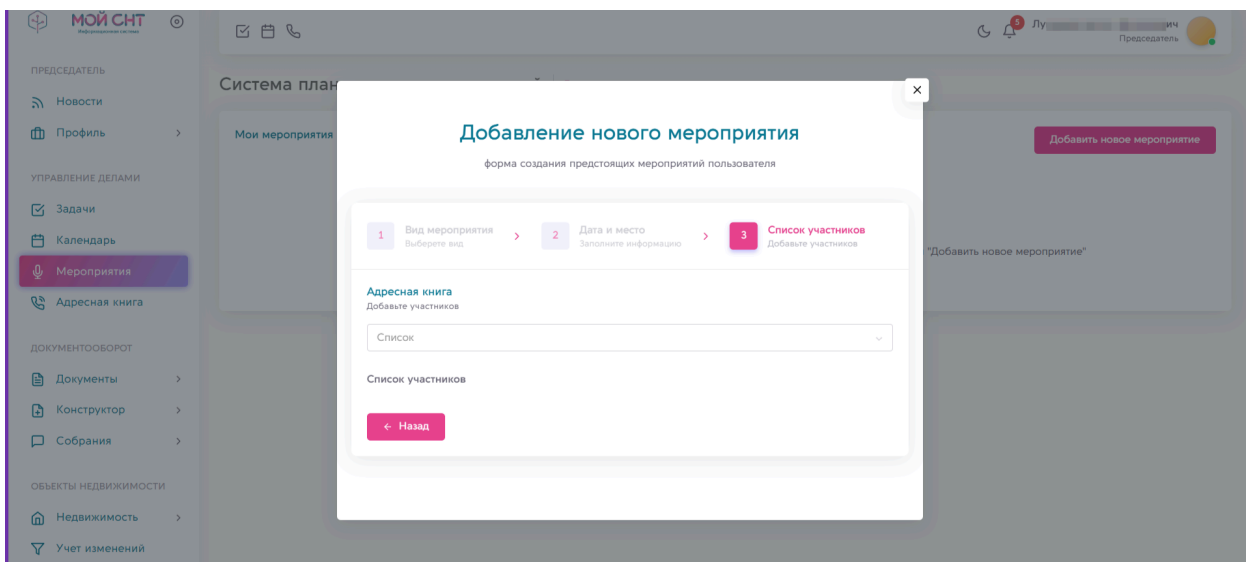 МОЙ СНТ
Информационная система
ПРЕДСЕДАТЕЛЬ
Новости
Профиль
УПРАВЛЕНИЕ ДЕЛАМИ
Задачи
Календарь
Мероприятия
Адресная книга
ДОКУМЕНТООБОРОТ
Документы
Конструктор
Собрания
ОБЪЕКТЫ НЕДВИЖИМОСТИ
Недвижимость
Учет изменений
5
Председатель
Система
Мои мероприятия
Добавить новое мероприятие
"Добавить новое мероприятие"
Добавление нового мероприятия
форма создания предстоящих мероприятий пользователя
1 Вид мероприятия
Выберете вид
2 Дата и место
Заполните информацию
3 Список участников
Добавьте участников
Адресная книга
Добавьте участников
Список
Список участников
← Назад